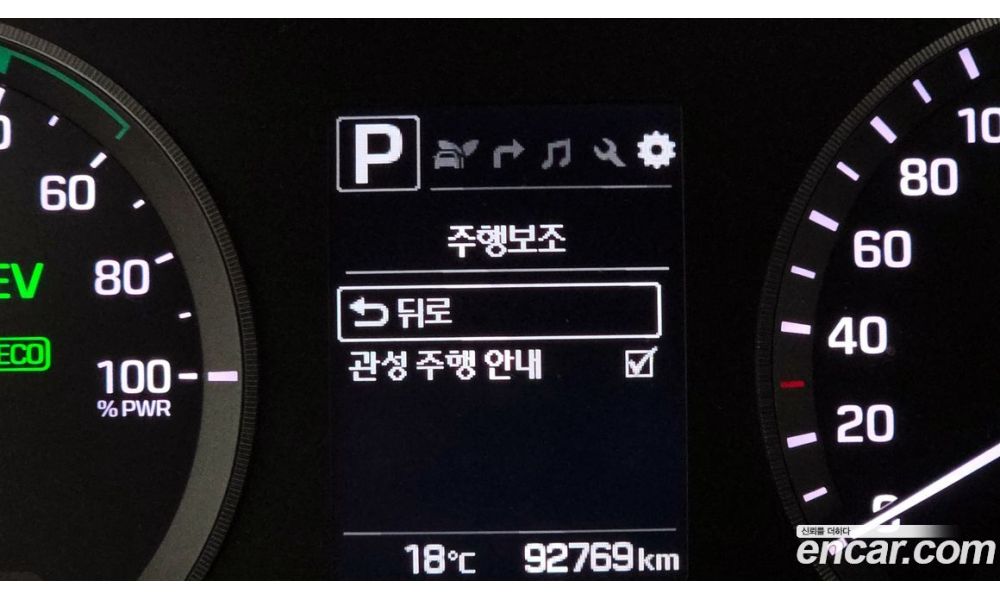 P
주행보조
뒤로
관성 주행 안내
18℃ 92769km
60
80
100
% PWR
EV
ECO
100
80
60
40
20
0
신뢰를 더하다
encar.com